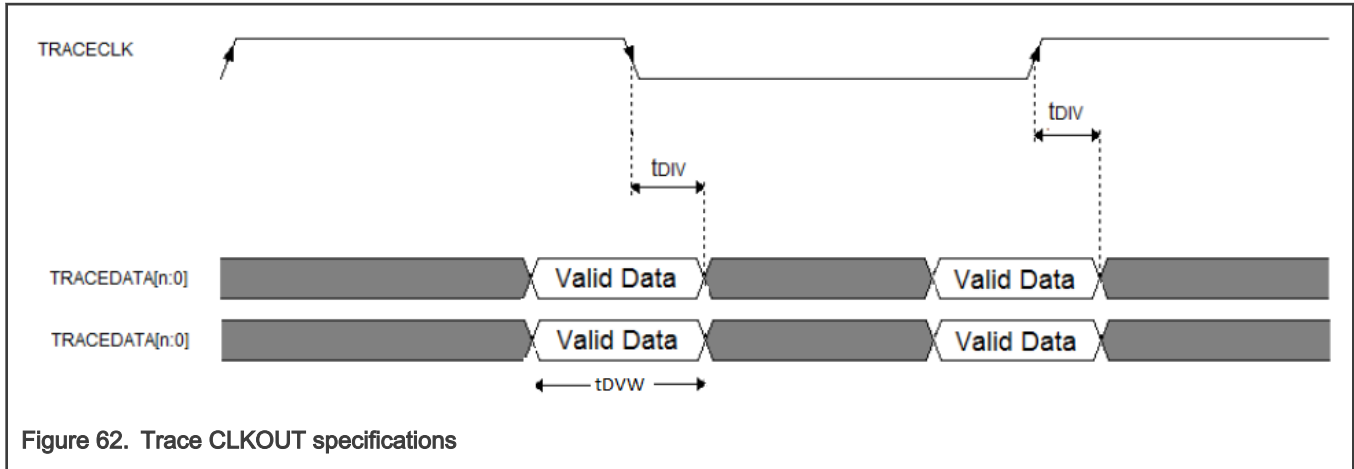 TRACECLK
tDIV
tDIV
TRACEDATA[n:0]
Valid Data
Valid Data
TRACEDATA[n:0]
Valid Data
Valid Data
tDVW
Figure 62. Trace CLKOUT specifications